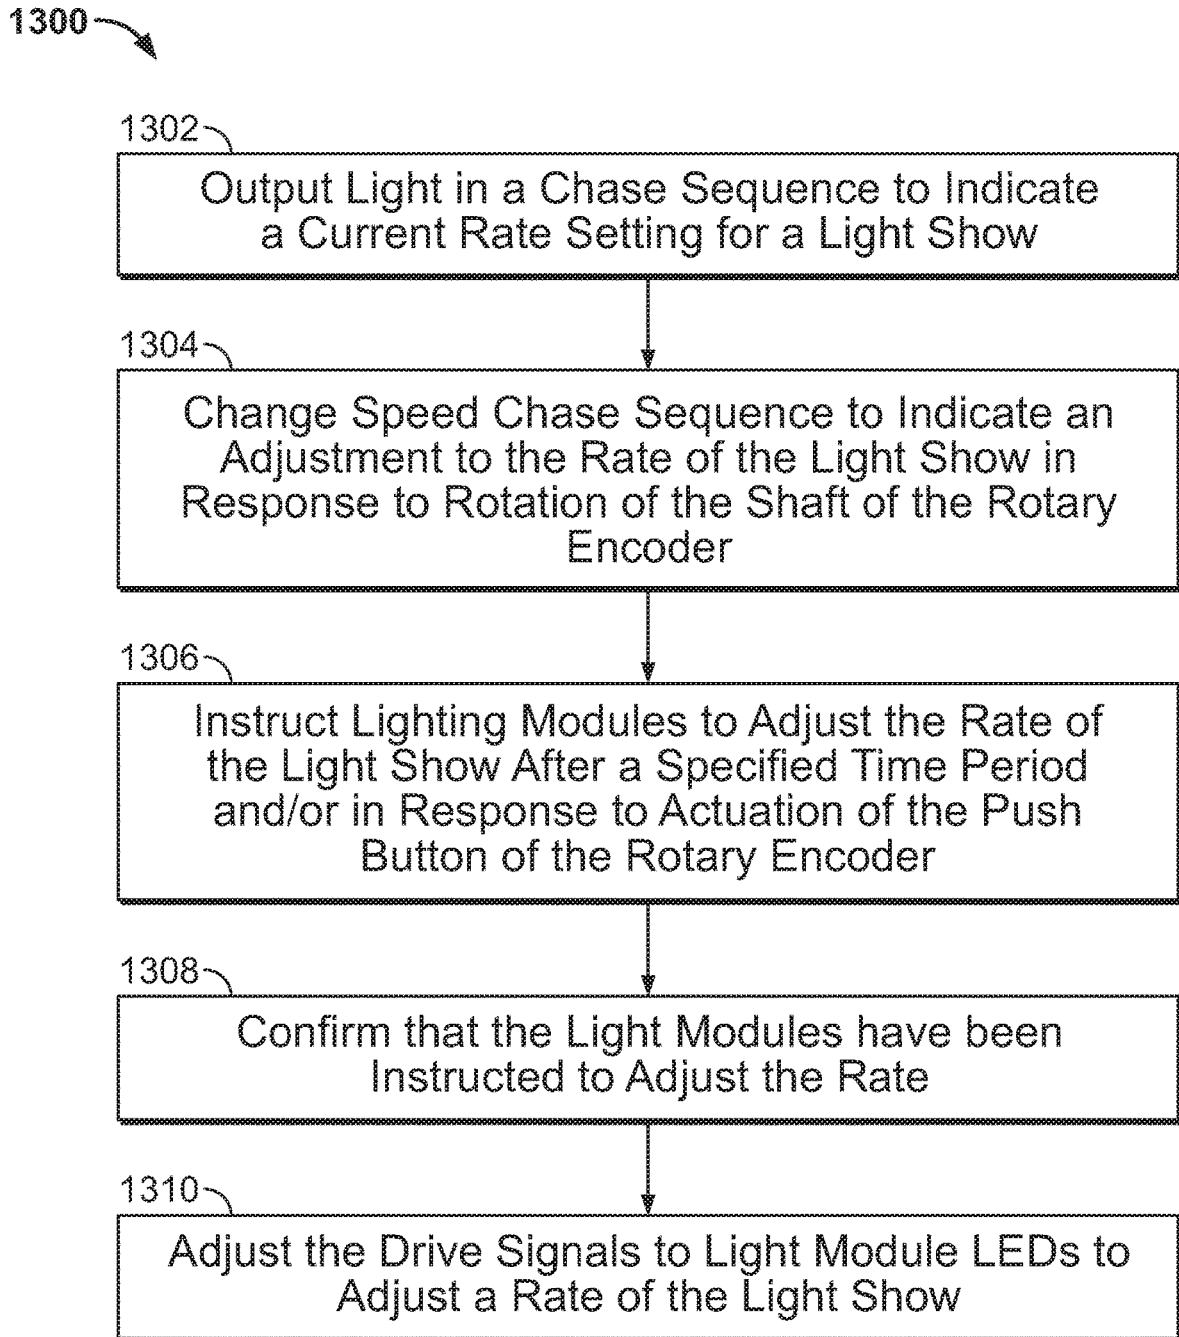 1300
1302
Output Light in a Chase Sequence to Indicate
a Current Rate Setting for a Light Show
1304
Change Speed Chase Sequence to Indicate an
Adjustment to the Rate of the Light Show in
Response to Rotation of the Shaft of the Rotary
Encoder
1306
Instruct Lighting Modules to Adjust the Rate of
the Light Show After a Specified Time Period
and/or in Response to Actuation of the Push
Button of the Rotary Encoder
1308
Confirm that the Light Modules have been
Instructed to Adjust the Rate
1310
Adjust the Drive Signals to Light Module LEDs to
Adjust a Rate of the Light Show